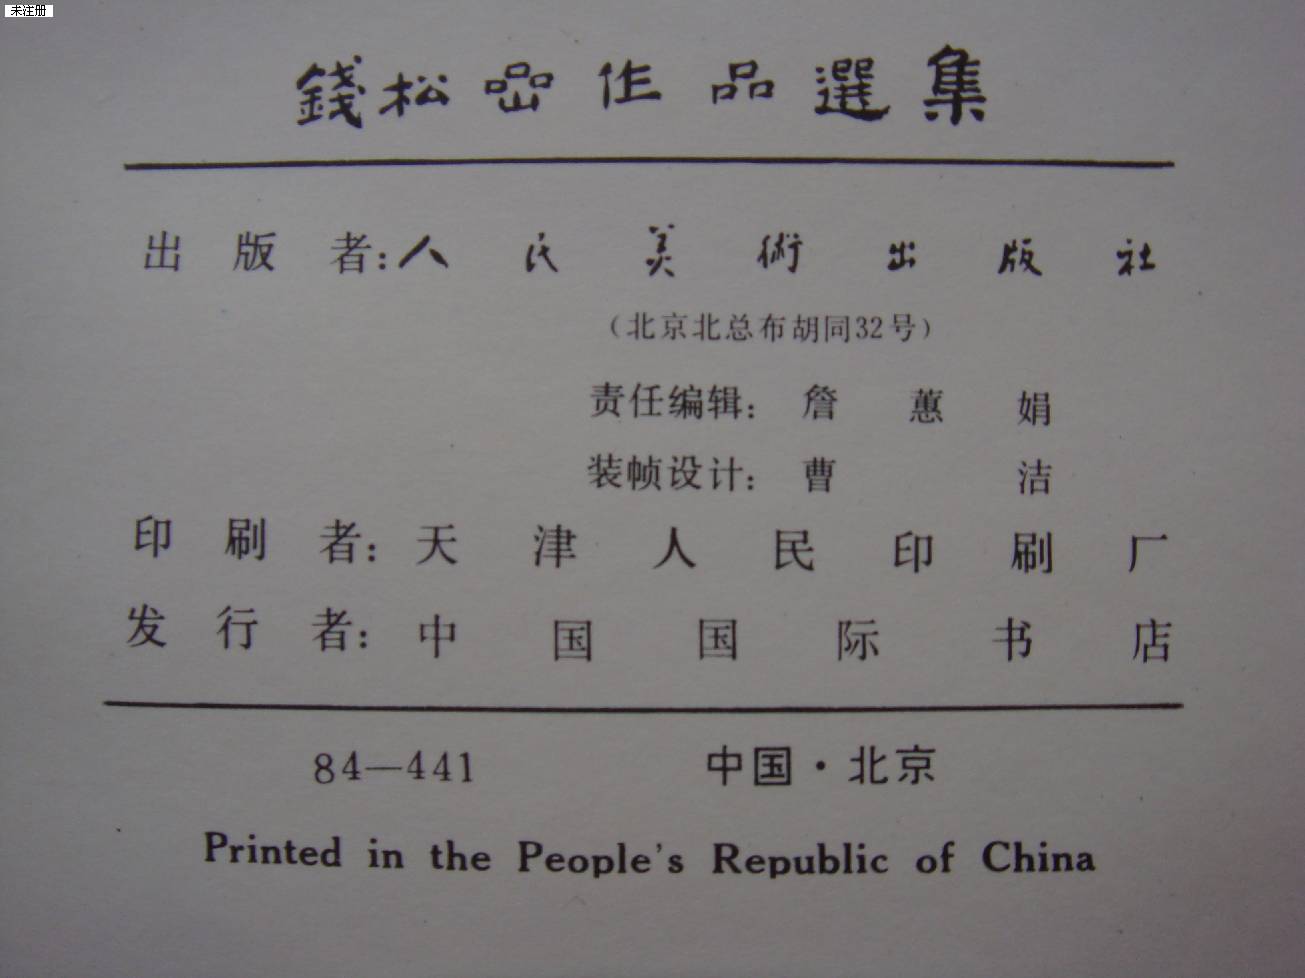 未注册
錢松喦作品選集
出版者:人民美術出版社
(北京北总布胡同32号)
责任编辑:詹蕙娟
装帧设计:曹洁
印刷者:天津人民印刷厂
发行者:中国国际书店
84—441 中国·北京
Printed in the People's Republic of China